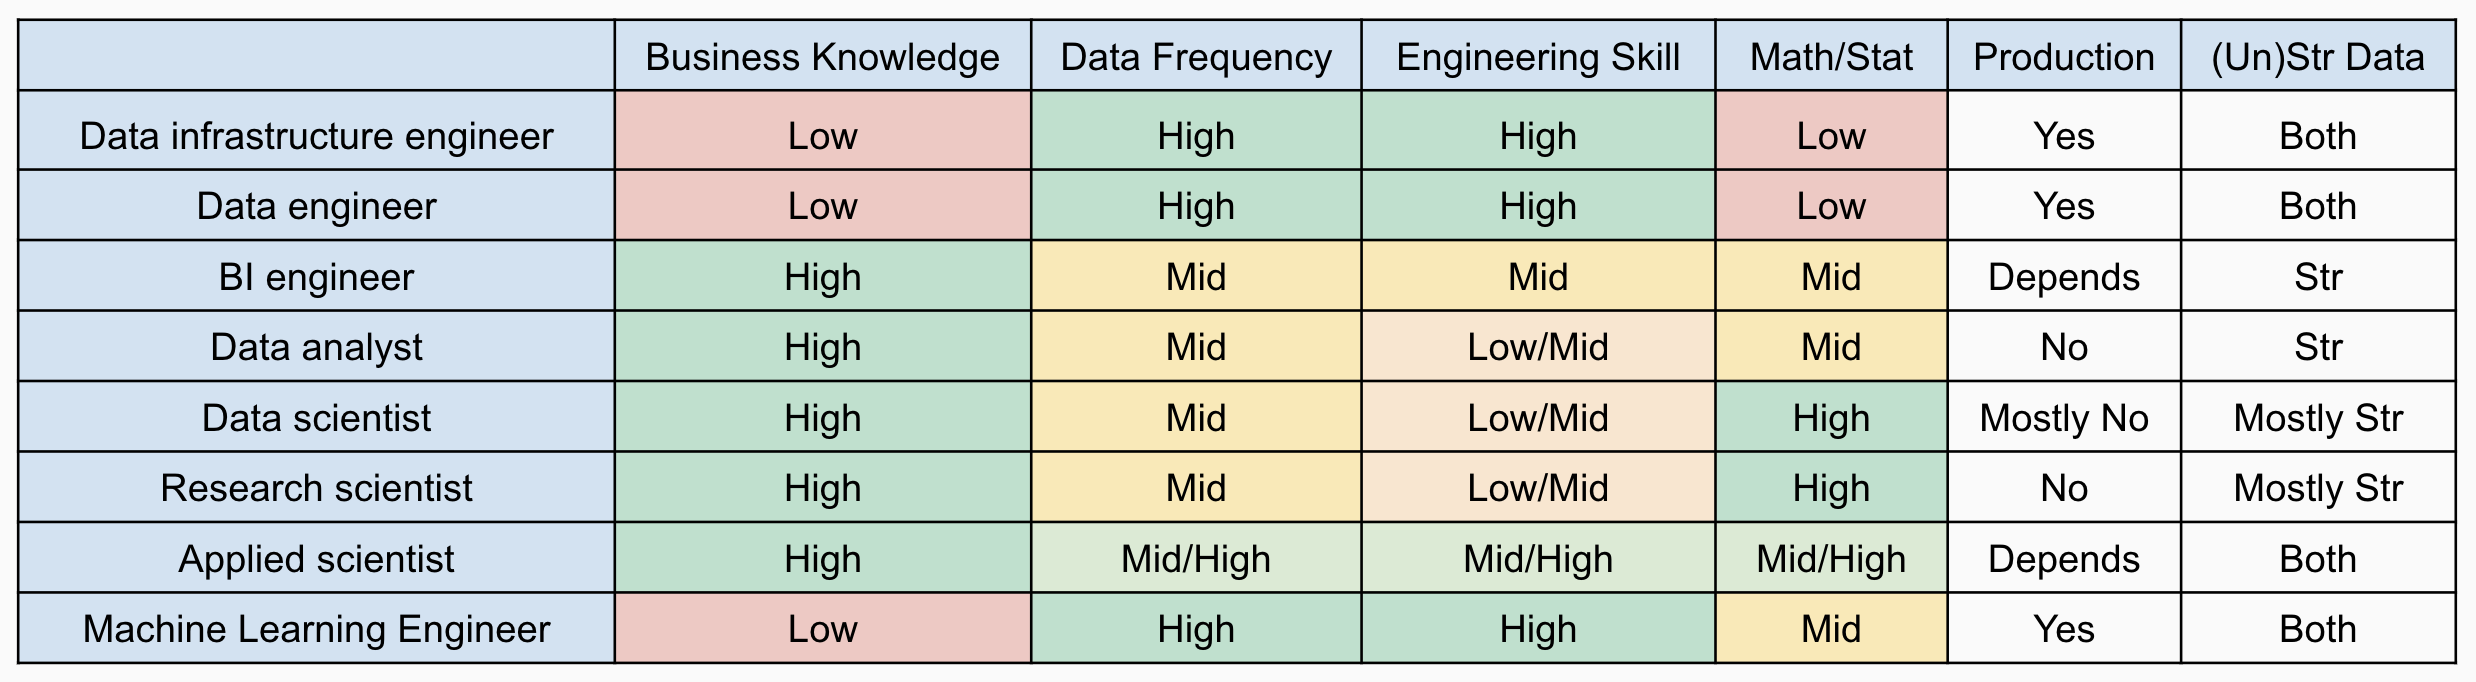 Business Knowledge Data Frequency Engineering Skill Math/Stat Production (Un)Str Data
Data infrastructure engineer Low High High Low Yes Both
Data engineer Low High High Low Yes Both
BI engineer High Mid Mid Mid Depends Str
Data analyst High Mid Low/Mid Mid No Str
Data scientist High Mid Low/Mid High Mostly No Mostly Str
Research scientist High Mid Low/Mid High No Mostly Str
Applied scientist High Mid/High Mid/High Mid/High Depends Both
Machine Learning Engineer Low High High Mid Yes Both